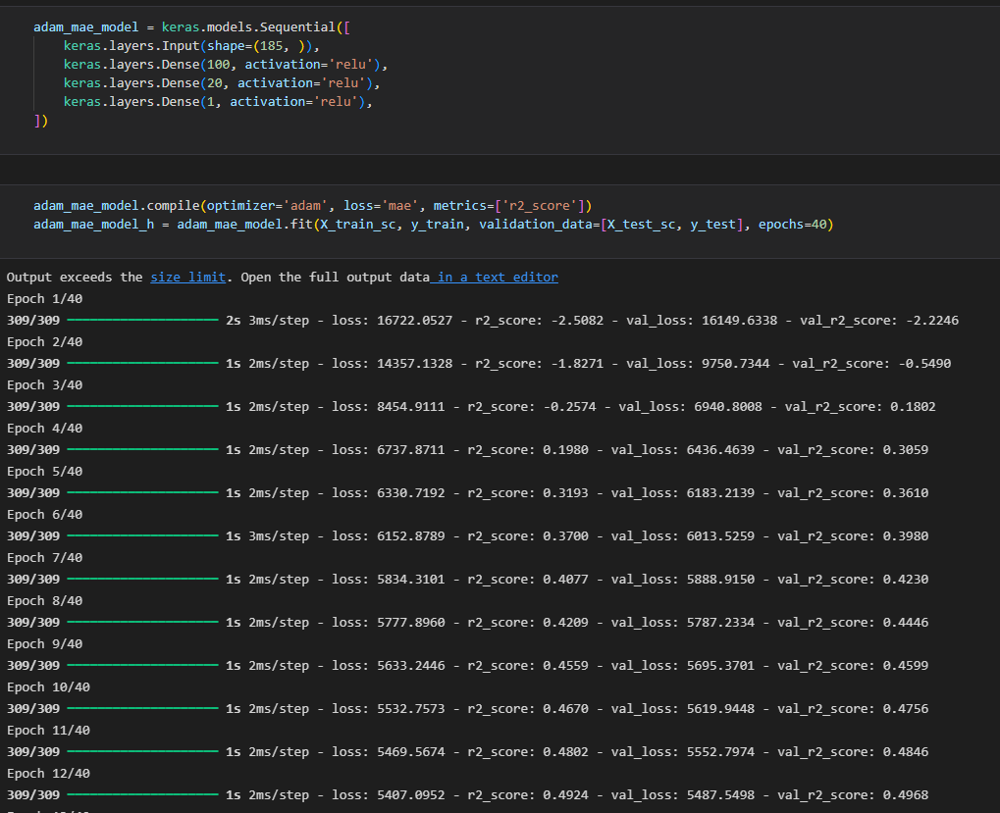 adam_mae_model = keras.models.Sequential([
    keras.layers.Input(shape=(185, )),
    keras.layers.Dense(100, activation='relu'),
    keras.layers.Dense(20, activation='relu'),
    keras.layers.Dense(1, activation='relu'),
])
adam_mae_model.compile(optimizer='adam', loss='mae', metrics=['r2_score'])
adam_mae_model_h = adam_mae_model.fit(X_train_sc, y_train, validation_data=[X_test_sc, y_test], epochs=40)
Output exceeds the size limit. Open the full output data in a text editor
Epoch 1/40
309/309 ━━━━━━━━━━━━━━━━━━━━ 2s 3ms/step - loss: 16722.0527 - r2_score: -2.5082 - val_loss: 16149.6338 - val_r2_score: -2.2246
Epoch 2/40
309/309 ━━━━━━━━━━━━━━━━━━━━ 1s 2ms/step - loss: 14357.1328 - r2_score: -1.8271 - val_loss: 9750.7344 - val_r2_score: -0.5490
Epoch 3/40
309/309 ━━━━━━━━━━━━━━━━━━━━ 1s 2ms/step - loss: 8454.9111 - r2_score: -0.2574 - val_loss: 6940.8008 - val_r2_score: 0.1802
Epoch 4/40
309/309 ━━━━━━━━━━━━━━━━━━━━ 1s 2ms/step - loss: 6737.8711 - r2_score: 0.1980 - val_loss: 6436.4639 - val_r2_score: 0.3059
Epoch 5/40
309/309 ━━━━━━━━━━━━━━━━━━━━ 1s 2ms/step - loss: 6330.7192 - r2_score: 0.3193 - val_loss: 6183.2139 - val_r2_score: 0.3610
Epoch 6/40
309/309 ━━━━━━━━━━━━━━━━━━━━ 1s 3ms/step - loss: 6152.8789 - r2_score: 0.3700 - val_loss: 6013.5259 - val_r2_score: 0.3980
Epoch 7/40
309/309 ━━━━━━━━━━━━━━━━━━━━ 1s 2ms/step - loss: 5834.3101 - r2_score: 0.4077 - val_loss: 5888.9150 - val_r2_score: 0.4230
Epoch 8/40
309/309 ━━━━━━━━━━━━━━━━━━━━ 1s 2ms/step - loss: 5777.8960 - r2_score: 0.4209 - val_loss: 5787.2334 - val_r2_score: 0.4446
Epoch 9/40
309/309 ━━━━━━━━━━━━━━━━━━━━ 1s 2ms/step - loss: 5633.2446 - r2_score: 0.4559 - val_loss: 5695.3701 - val_r2_score: 0.4599
Epoch 10/40
309/309 ━━━━━━━━━━━━━━━━━━━━ 1s 2ms/step - loss: 5532.7573 - r2_score: 0.4670 - val_loss: 5619.9448 - val_r2_score: 0.4756
Epoch 11/40
309/309 ━━━━━━━━━━━━━━━━━━━━ 1s 2ms/step - loss: 5469.5674 - r2_score: 0.4802 - val_loss: 5552.7974 - val_r2_score: 0.4846
Epoch 12/40
309/309 ━━━━━━━━━━━━━━━━━━━━ 1s 2ms/step - loss: 5407.0952 - r2_score: 0.4924 - val_loss: 5487.5498 - val_r2_score: 0.4968